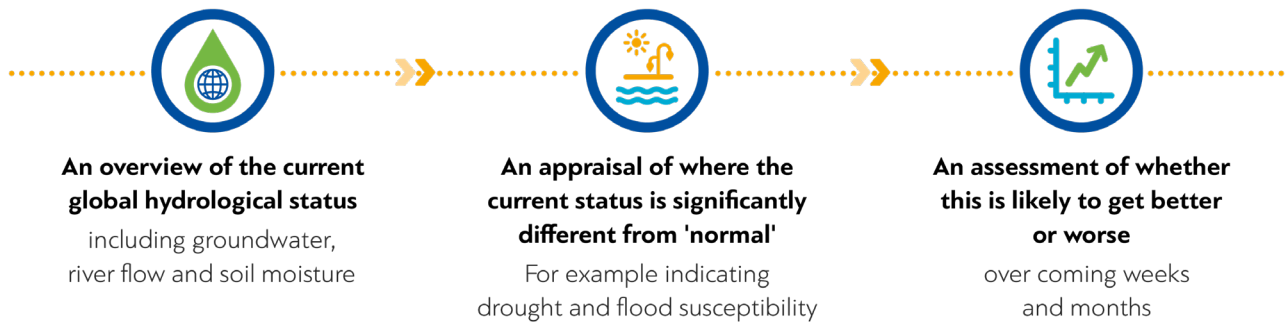 An overview of the current
global hydrological status
including groundwater,
river flow and soil moisture
An appraisal of where the
current status is significantly
different from 'normal'
For example indicating
drought and flood susceptibility
An assessment of whether
this is likely to get better
or worse
over coming weeks
and months